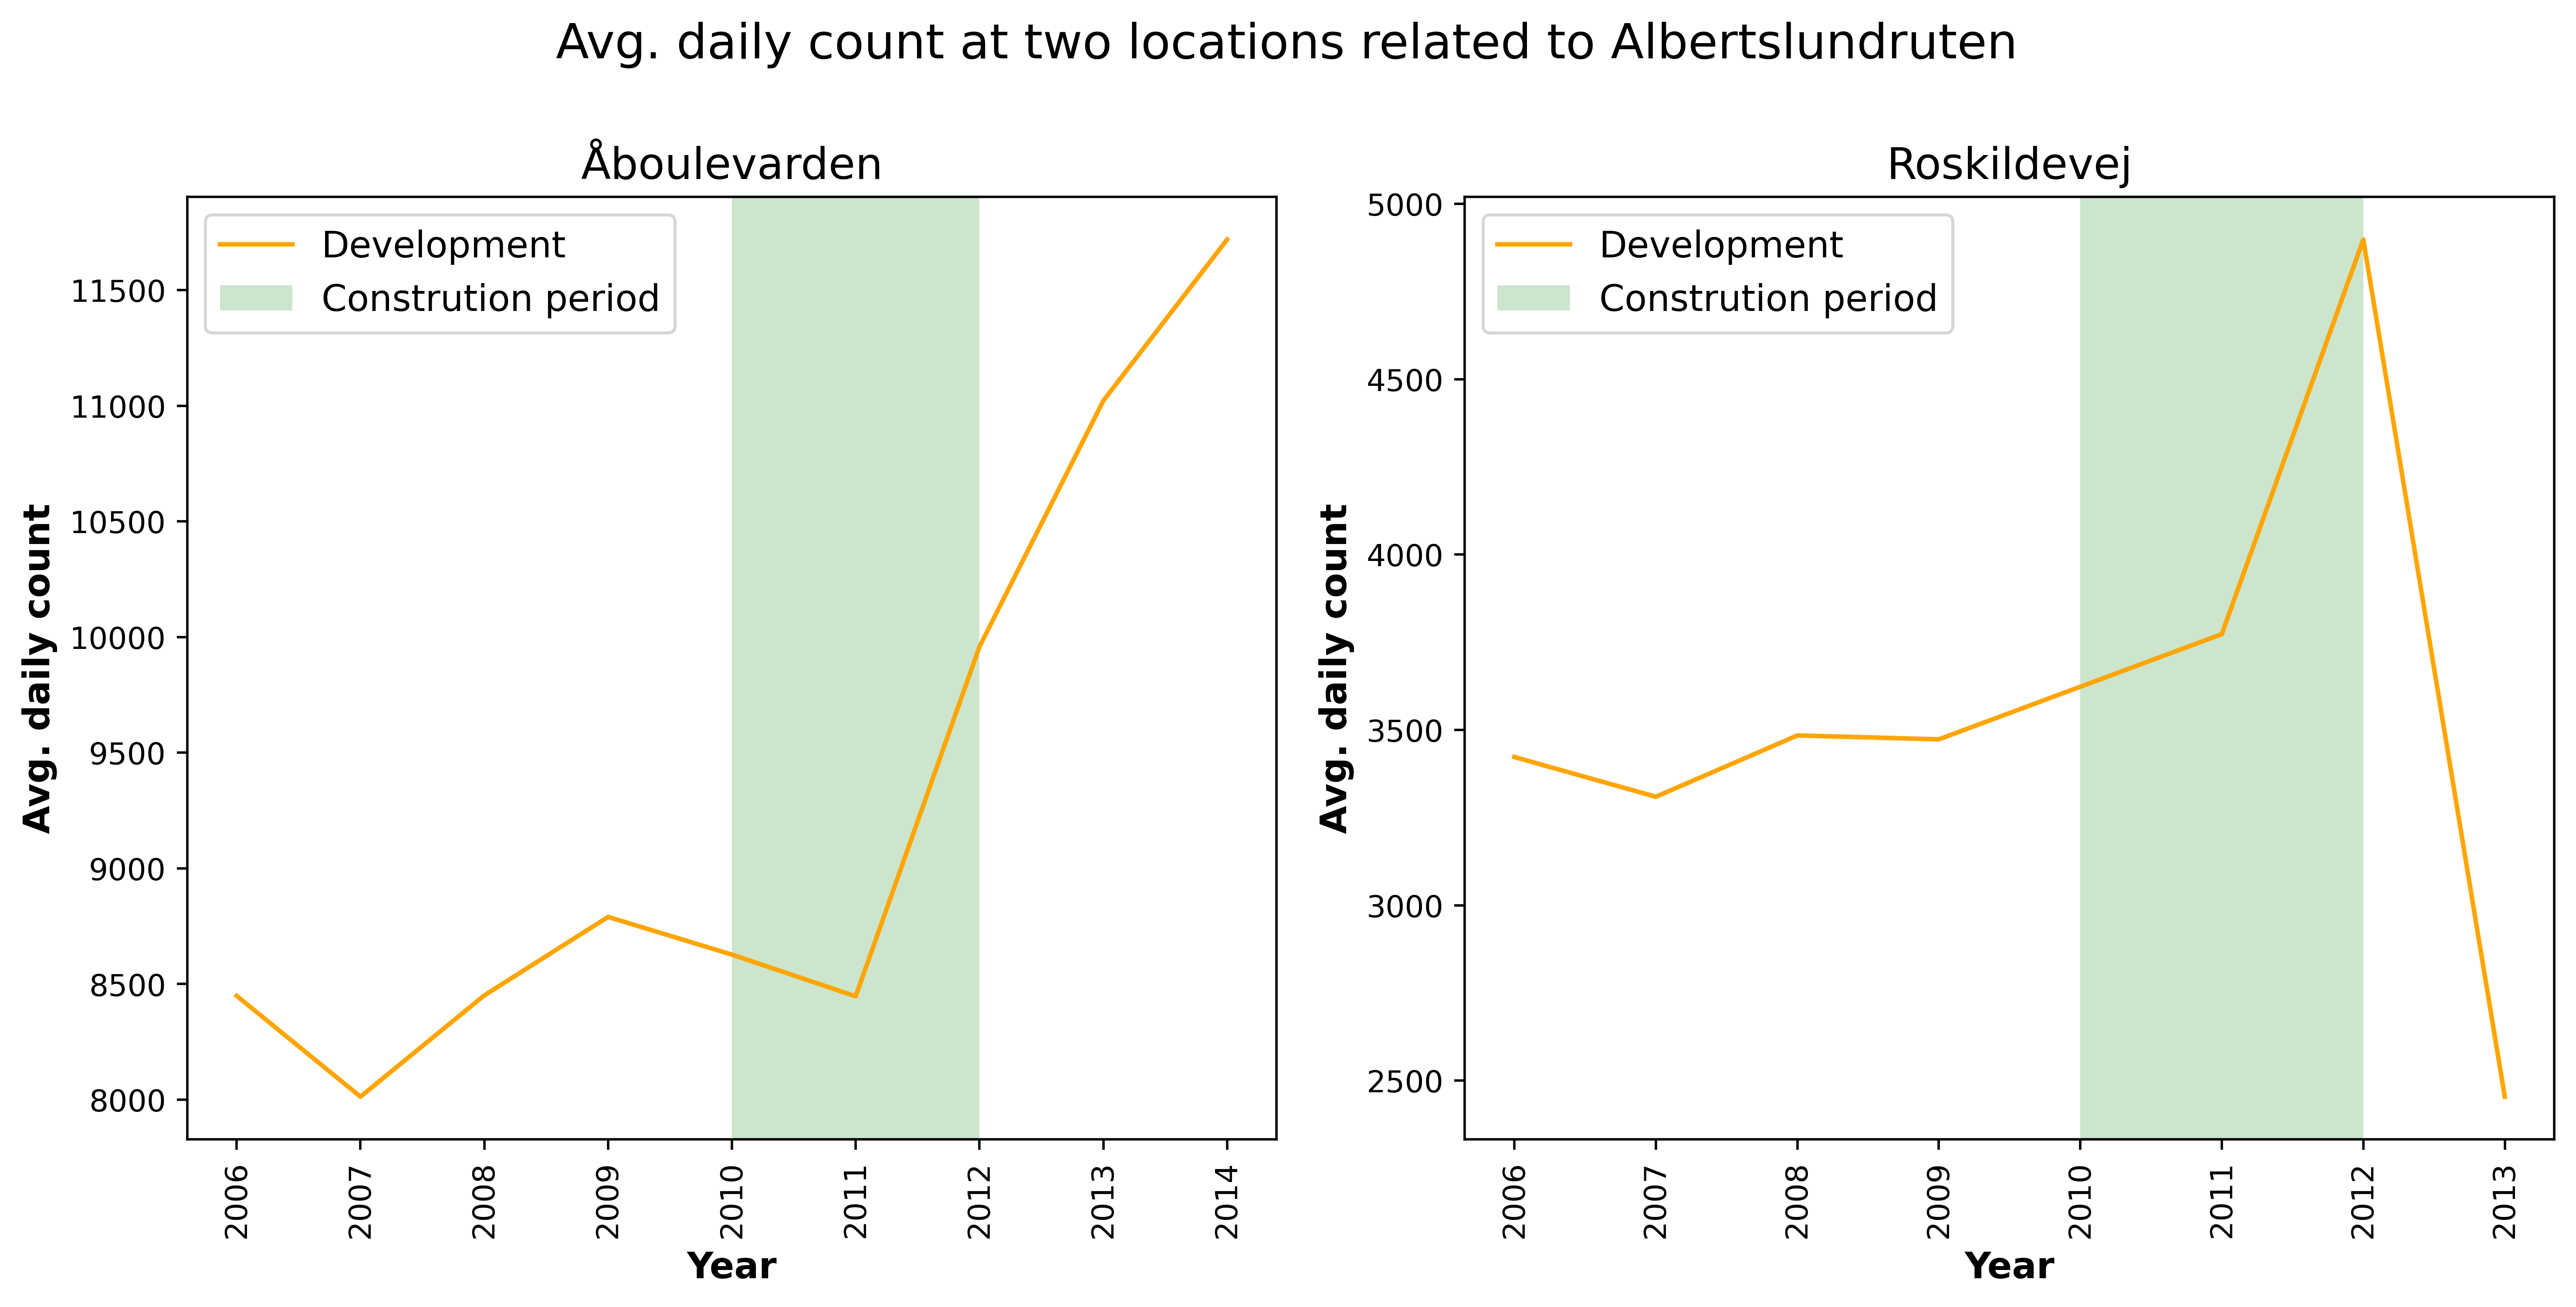 Avg. daily count at two locations related to Albertslundruten
Åboulevarden
Development
Constrution period
Avg. daily count
11500
11000
10500
10000
9500
9000
8500
8000
2006
2007
2008
2009
2010
2011
2012
2013
2014
Year
Roskildevej
Development
Constrution period
Avg. daily count
5000
4500
4000
3500
3000
2500
2006
2007
2008
2009
2010
2011
2012
2013
Year